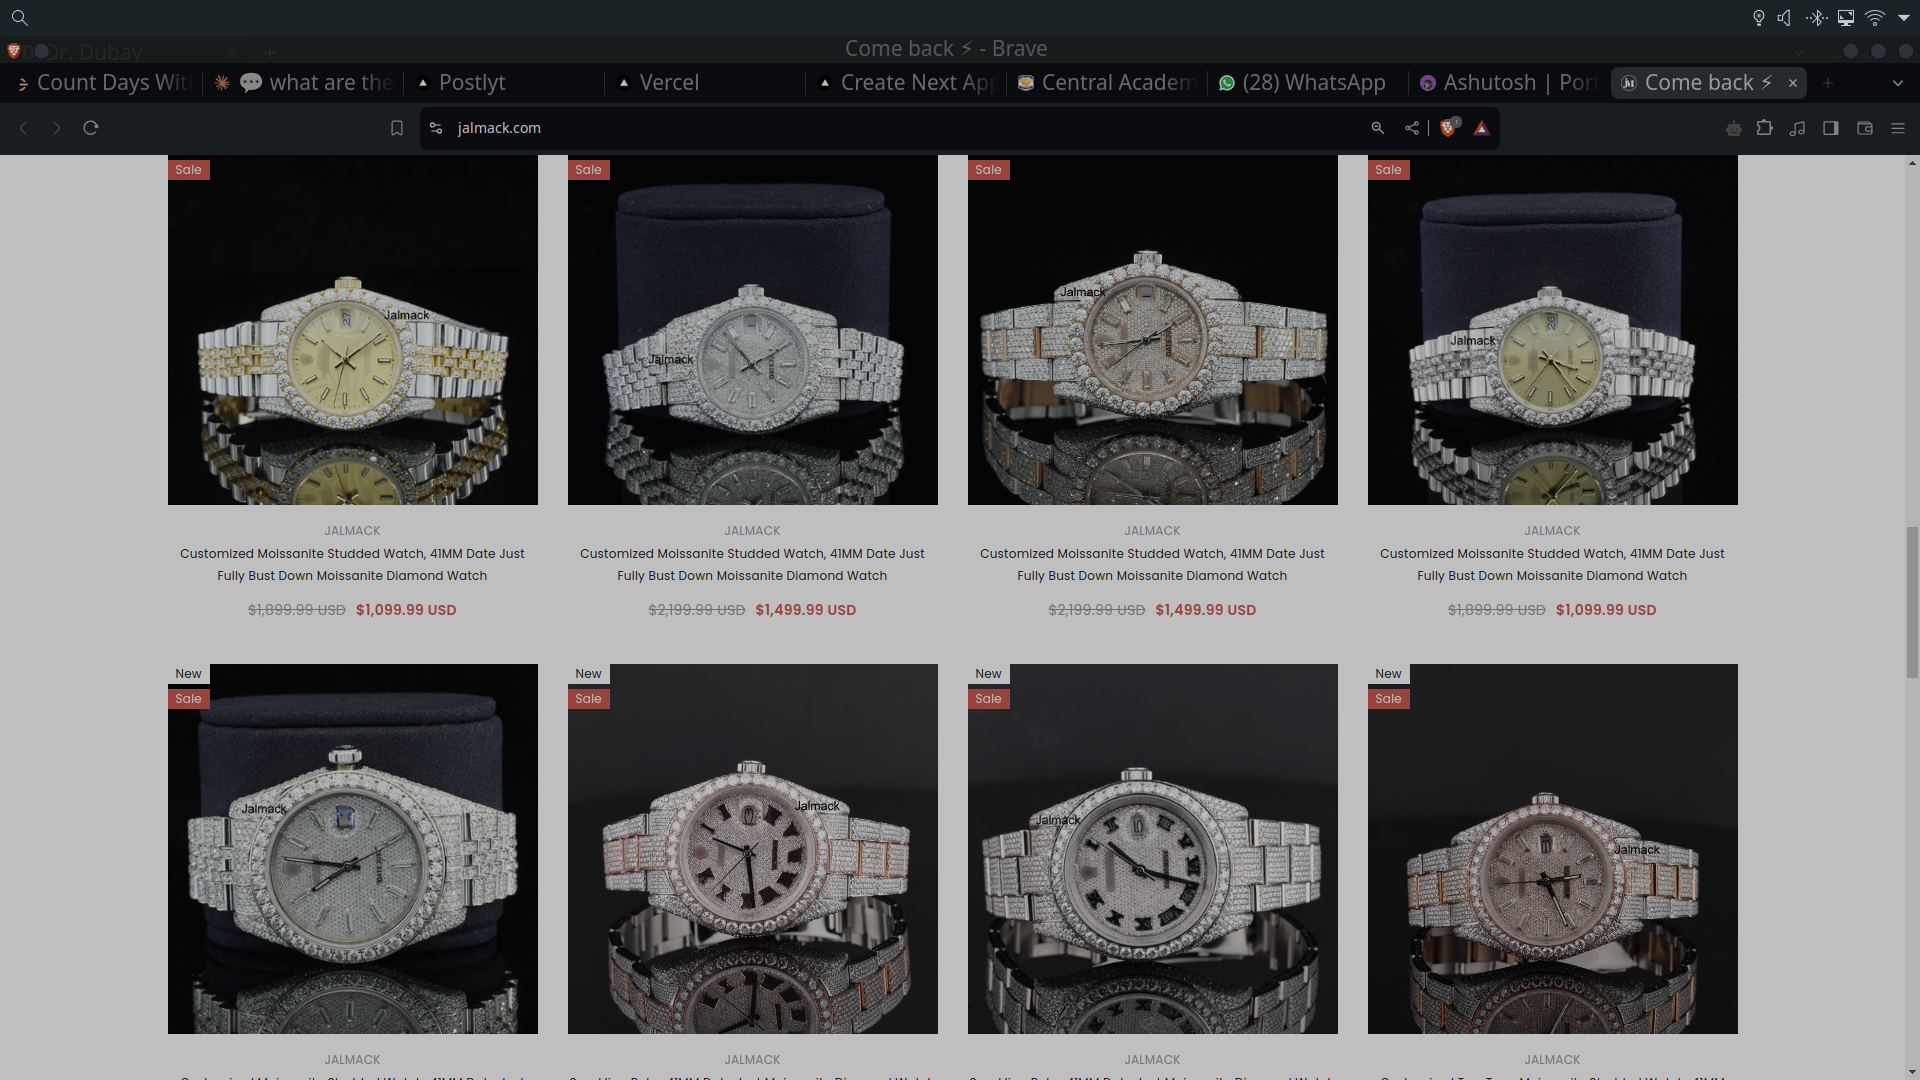 Dr. Dubay
Come back ⚡ - Brave
Count Days Wit
💬 what are the
Postlyt
Vercel
Create Next App
Central Academ
(28) WhatsApp
Ashutosh | Port
Come back ⚡
jalmack.com
1
Sale
Sale
Sale
Sale
Jalmack
Jalmack
Jalmack
Jalmack
JALMACK
Customized Moissanite Studded Watch, 41MM Date Just
Fully Bust Down Moissanite Diamond Watch
$1,899.99 USD $1,099.99 USD
JALMACK
Customized Moissanite Studded Watch, 41MM Date Just
Fully Bust Down Moissanite Diamond Watch
$2,199.99 USD $1,499.99 USD
JALMACK
Customized Moissanite Studded Watch, 41MM Date Just
Fully Bust Down Moissanite Diamond Watch
$2,199.99 USD $1,499.99 USD
JALMACK
Customized Moissanite Studded Watch, 41MM Date Just
Fully Bust Down Moissanite Diamond Watch
$1,899.99 USD $1,099.99 USD
New
Sale
New
Sale
New
Sale
New
Sale
Jalmack
Jalmack
Jalmack
Jalmack
JALMACK
JALMACK
JALMACK
JALMACK